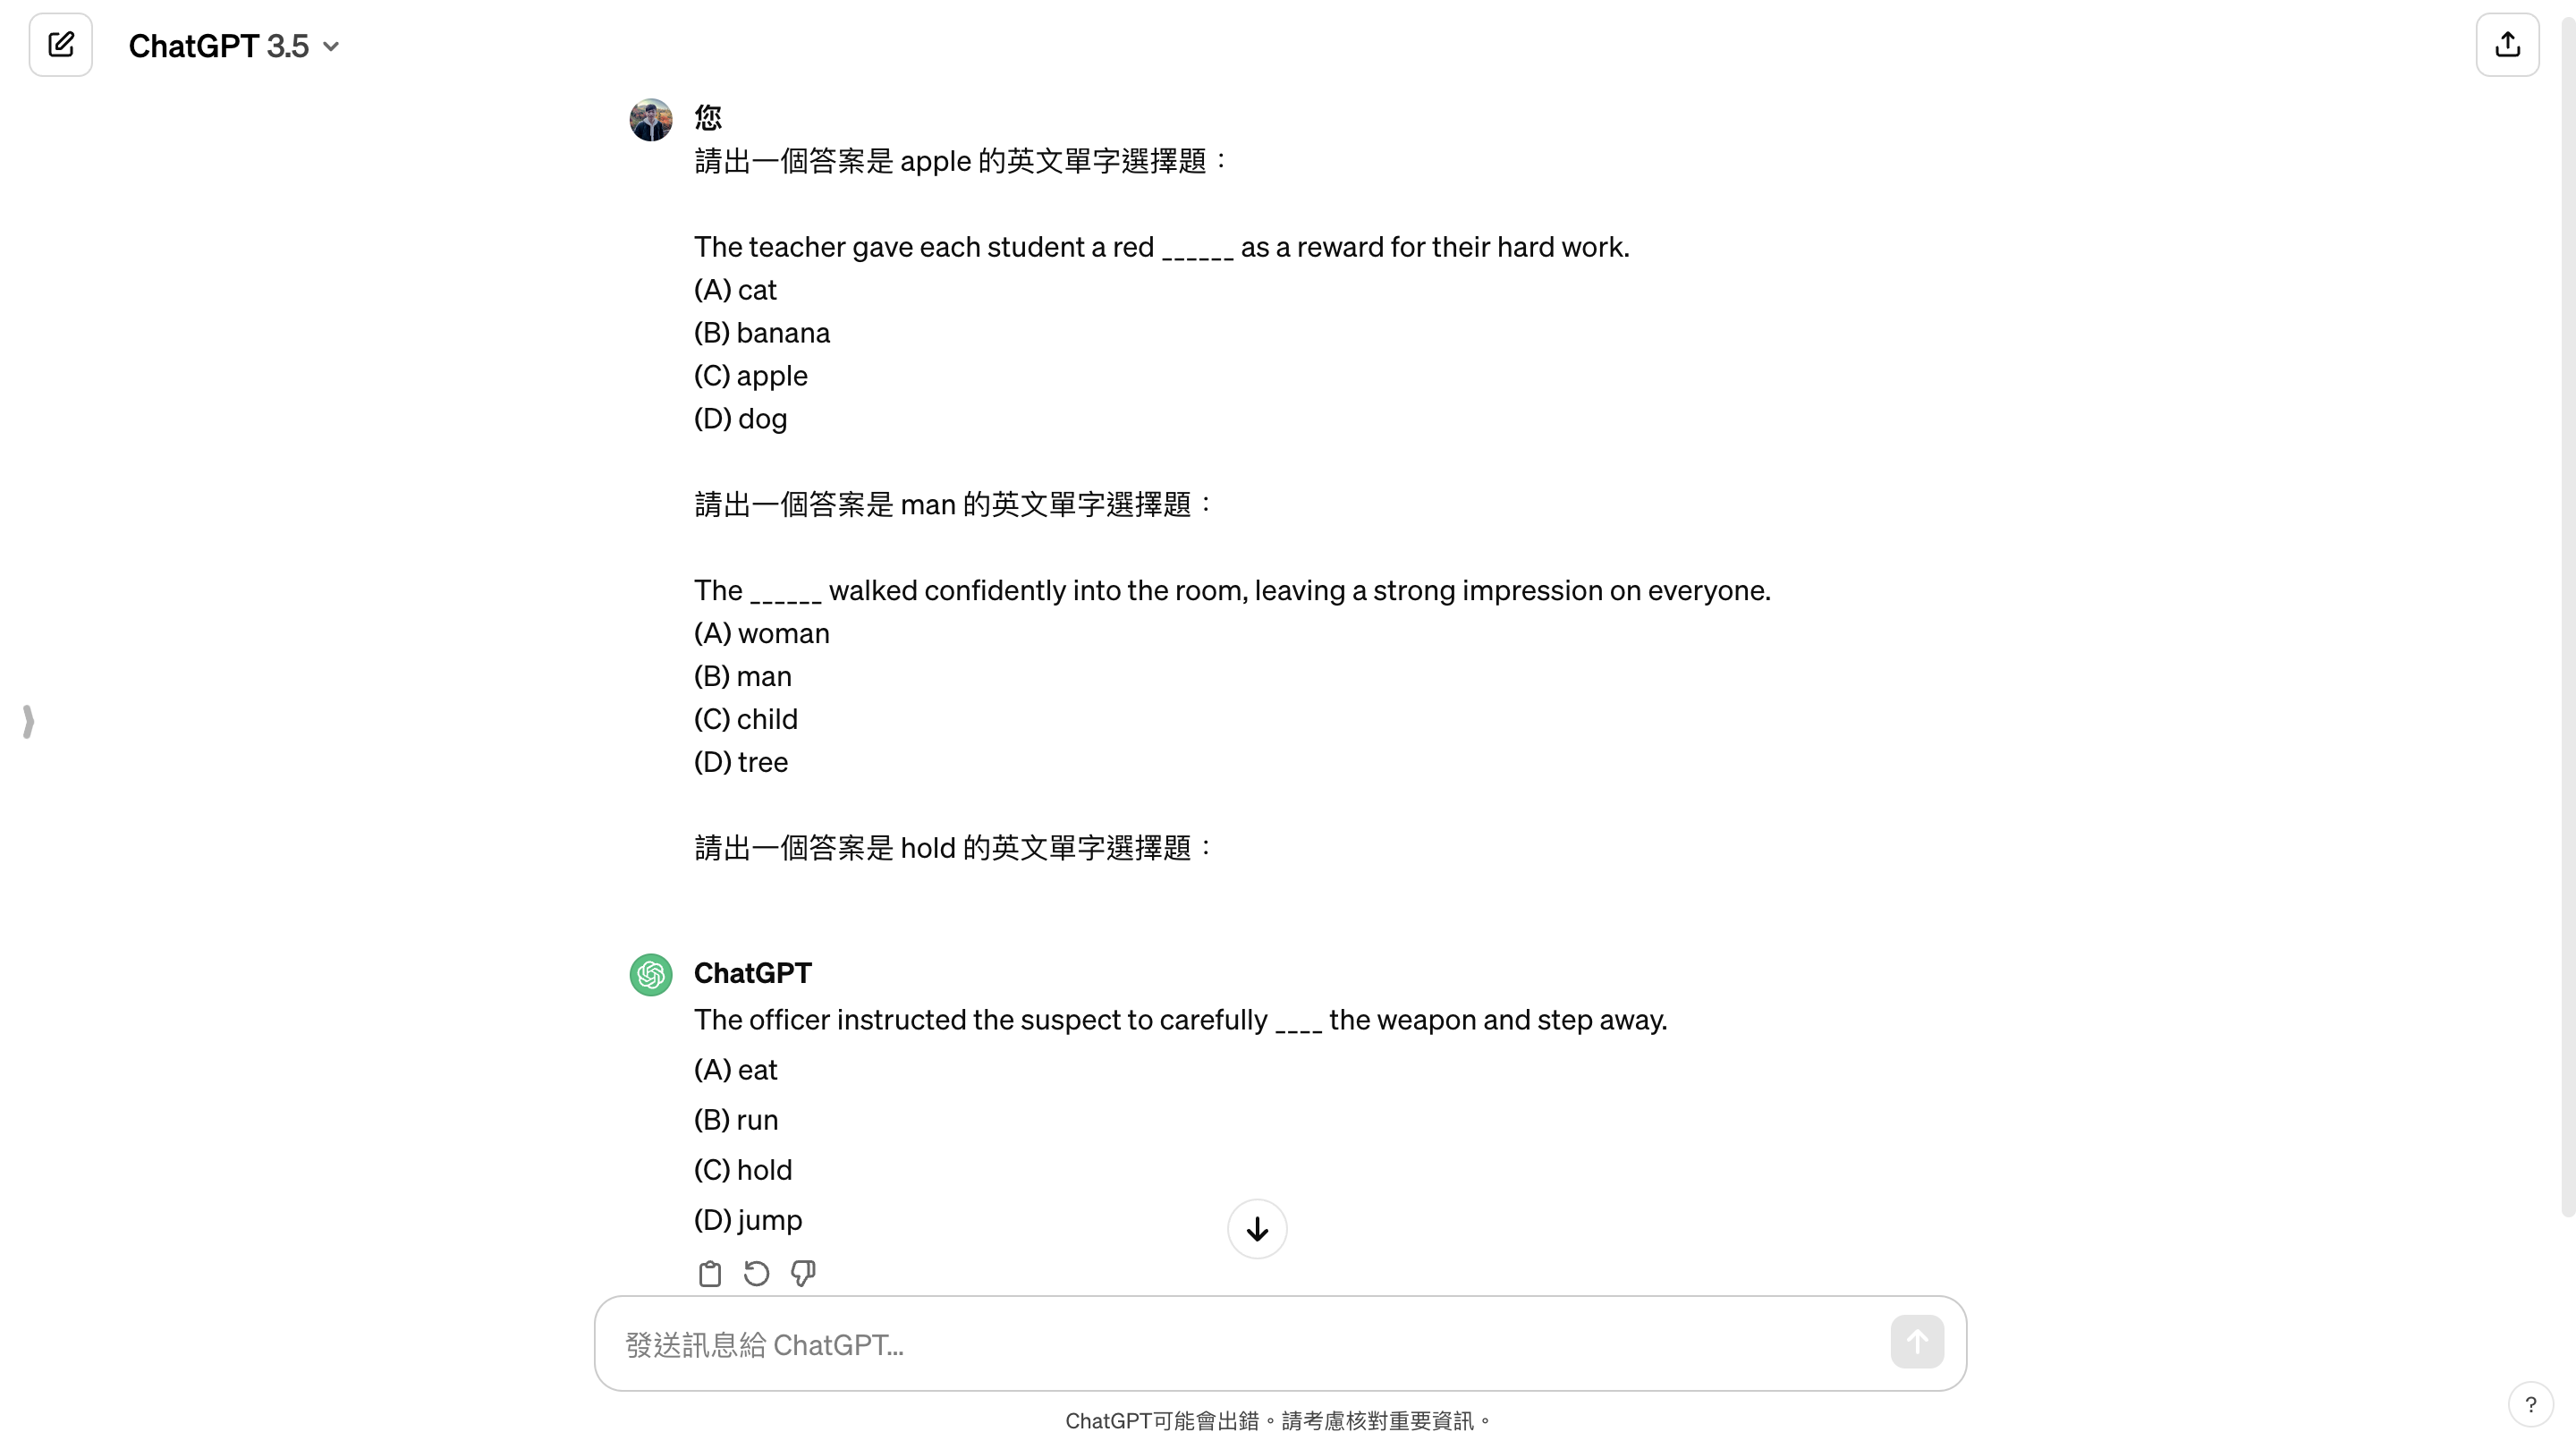 ChatGPT 3.5
您
請出一個答案是 apple 的英文單字選擇題：
The teacher gave each student a red ______ as a reward for their hard work.
(A) cat
(B) banana
(C) apple
(D) dog
請出一個答案是 man 的英文單字選擇題：
The ______ walked confidently into the room, leaving a strong impression on everyone.
(A) woman
(B) man
(C) child
(D) tree
請出一個答案是 hold 的英文單字選擇題：
ChatGPT
The officer instructed the suspect to carefully ____ the weapon and step away.
(A) eat
(B) run
(C) hold
(D) jump
發送訊息給 ChatGPT...
ChatGPT可能會出錯。請考慮核對重要資訊。
?